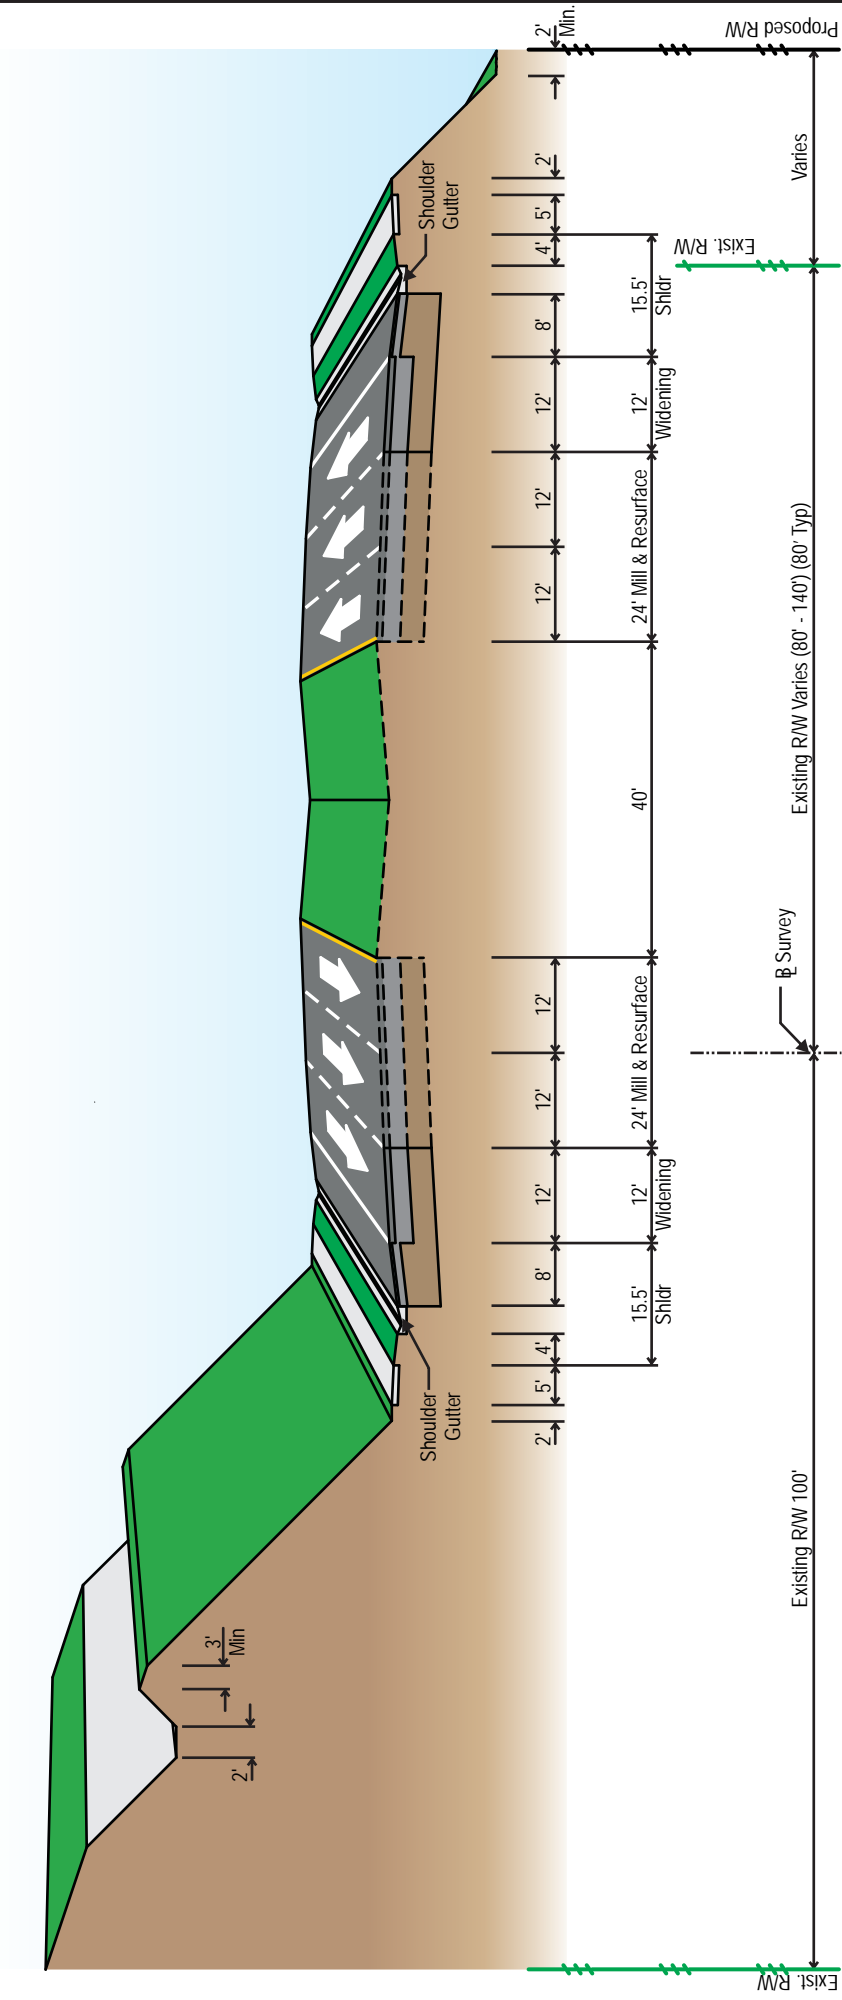 3'
Min
2'
Shoulder
Gutter
Shoulder
Gutter
2'
5'
4'
8'
12'
12'
12'
12'
12'
12'
8'
4'
5'
2'
2'
Min.
15.5'
Shldr
12'
Widening
24' Mill & Resurface
40'
24' Mill & Resurface
12'
Widening
15.5'
Shldr
Exist. R/W
B Survey
Existing R/W 100'
Existing R/W Varies (80' - 140') (80' Typ)
Varies
Exist. R/W
Proposed R/W